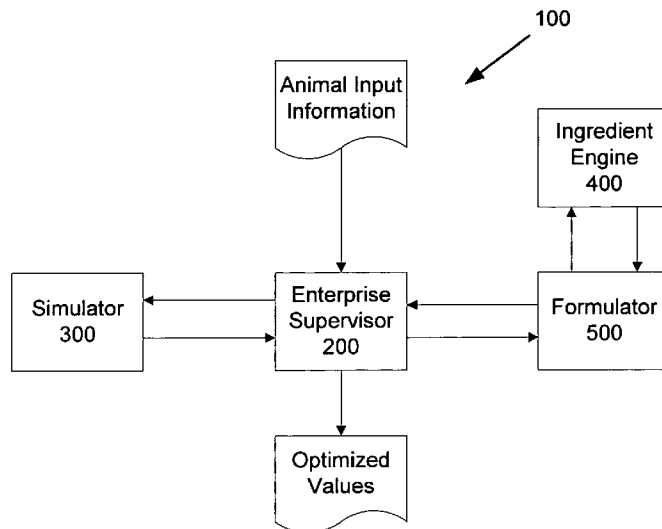 100
Animal Input
Information
Ingredient
Engine
400
Simulator
300
Enterprise
Supervisor
200
Formulator
500
Optimized
Values